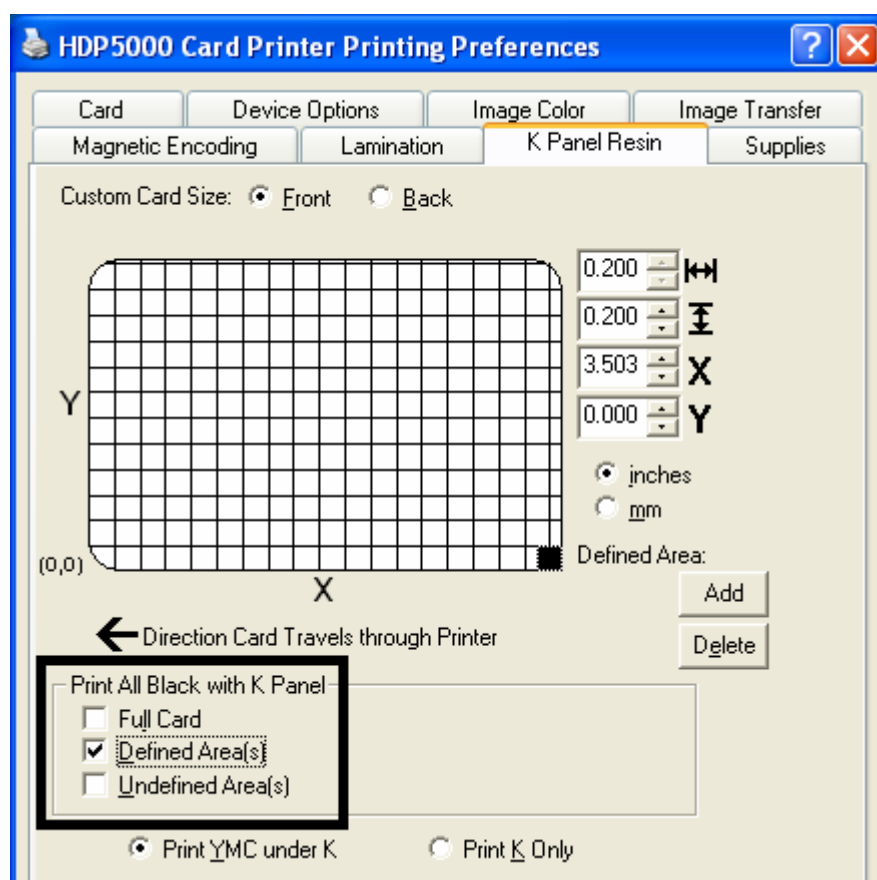 HDP5000 Card Printer Printing Preferences
Card Device Options Image Color Image Transfer
Magnetic Encoding Lamination K Panel Resin Supplies
Custom Card Size: Front Back
0.200
0.200
3.503 X
Y 0.000 Y
inches
mm
(0,0) Defined Area:
X Add
Direction Card Travels through Printer Delete
Print All Black with K Panel
Full Card
Defined Area(s)
Undefined Area(s)
Print YMC under K Print K Only